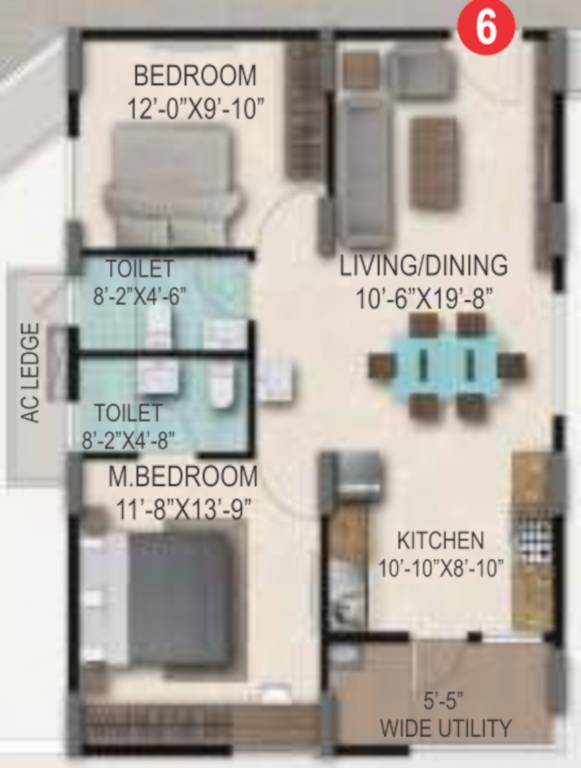 6
BEDROOM
12'-0"X9'-10"
TOILET
8'-2"X4'-6"
LIVING/DINING
10'-6"X19'-8"
AC LEDGE
TOILET
8'-2"X4'-8"
M.BEDROOM
11'-8"X13'-9"
KITCHEN
10'-10"X8'-10"
5'-5"
WIDE UTILITY